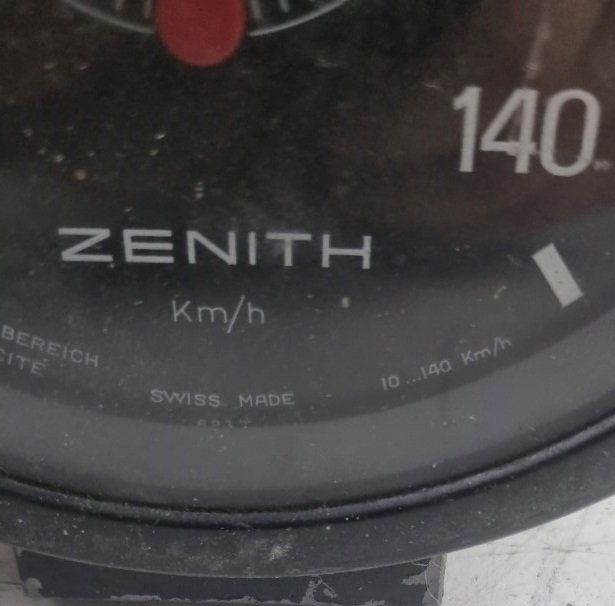 140
ZENITH
Km/h
BEREICH
CITE
10...140 Km/h
SWISS MADE